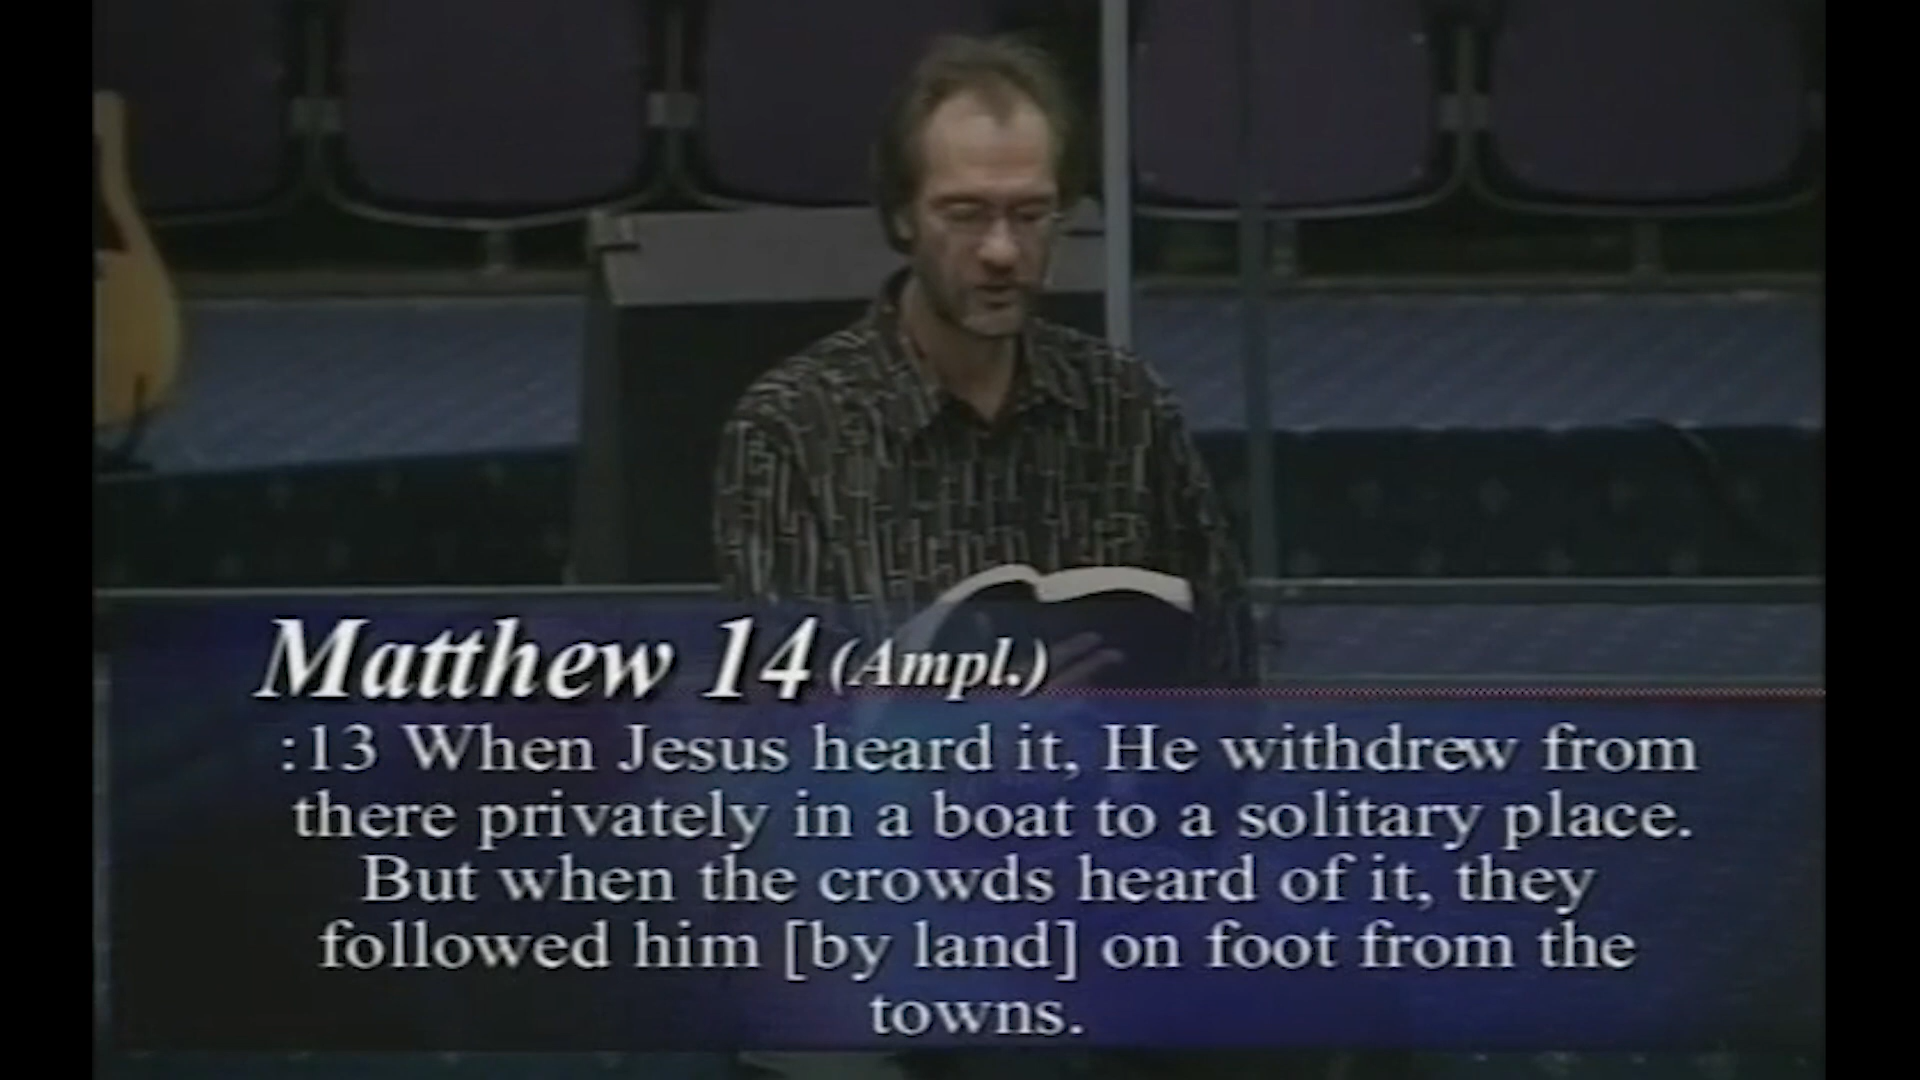 Matthew 14 (Ampl.)
:13 When Jesus heard it, He withdrew from
there privately in a boat to a solitary place.
But when the crowds heard of it, they
followed him [by land] on foot from the
towns.